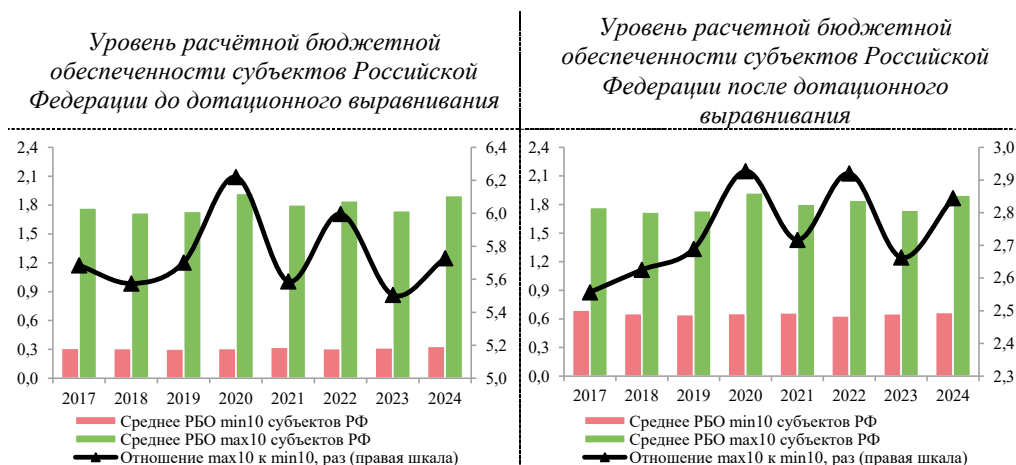 Уровень расчётной бюджетной
обеспеченности субъектов Российской
Федерации до дотационного выравнивания
2,4
2,1
1,8
1,5
1,2
0,9
0,6
0,3
0,0
6,4
6,2
6,0
5,8
5,6
5,4
5,2
5,0
2017 2018 2019 2020 2021 2022 2023 2024
Среднее РБО min10 субъектов РФ
Среднее РБО max10 субъектов РФ
Отношение max10 к min10, раз (правая шкала)
Уровень расчетной бюджетной
обеспеченности субъектов Российской
Федерации после дотационного
выравнивания
2,4
2,1
1,8
1,5
1,2
0,9
0,6
0,3
0,0
3,0
2,9
2,8
2,7
2,6
2,5
2,4
2,3
2017 2018 2019 2020 2021 2022 2023 2024
Среднее РБО min10 субъектов РФ
Среднее РБО max10 субъектов РФ
Отношение max10 к min10, раз (правая шкала)